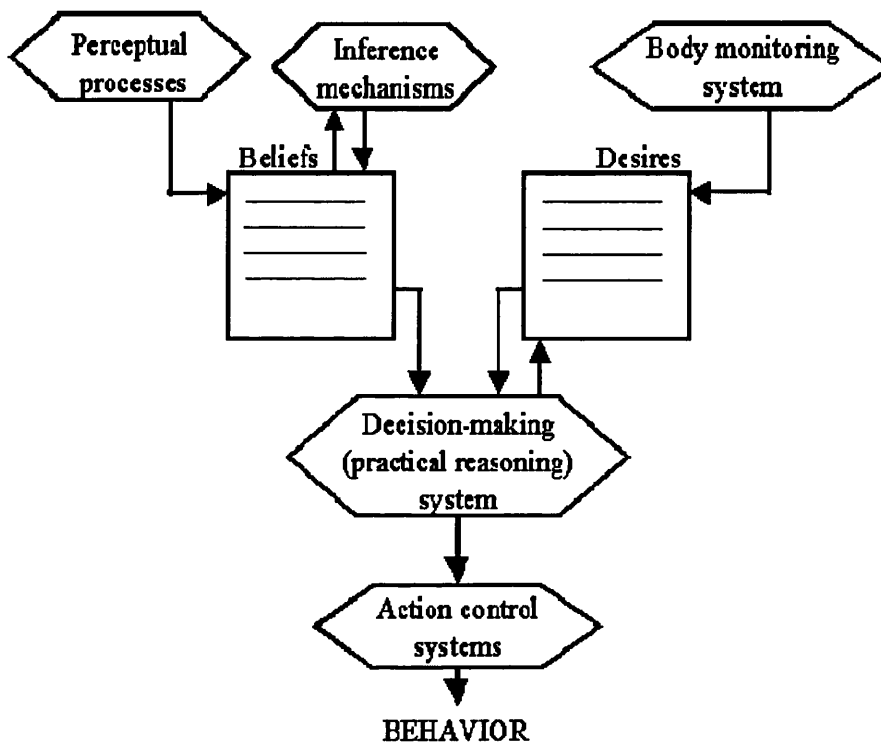 Perceptual
processes
Inference
mechanisms
Body monitoring
system
Beliefs
Desires
Decision-making
(practical reasoning)
system
Action control
systems
BEHAVIOR